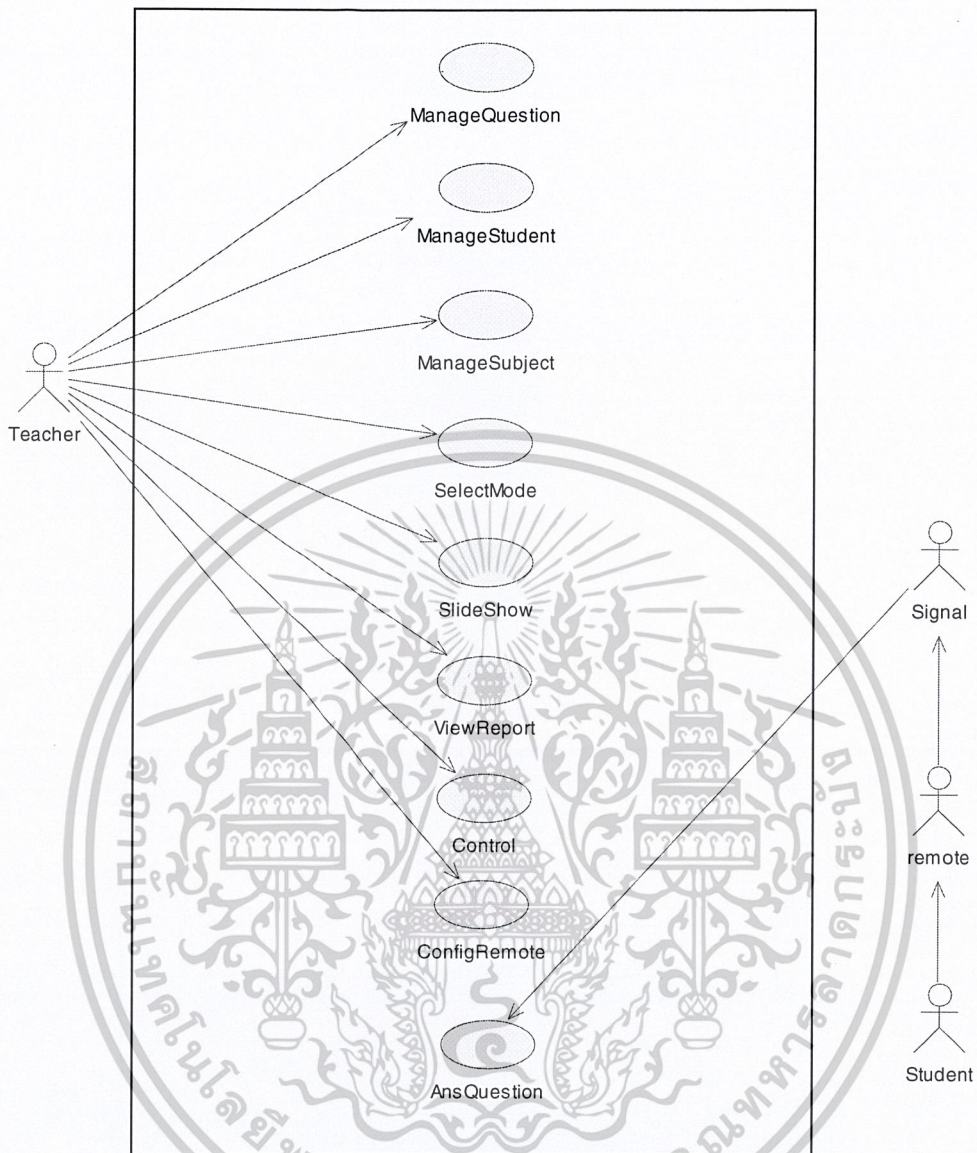 ManageQuestion
ManageStudent
ManageSubject
Teacher
SelectMode
SlideShow
Signal
ViewReport
Control
remote
ConfigRemote
Student
AnsQuestion